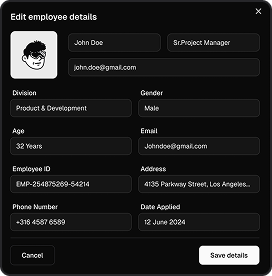 Edit employee details
John Doe
Sr.Project Manager
john.doe@gmail.com
Division
Gender
Product & Development
Male
Age
Email
32 Years
Johndoe@gmail.com
Employee ID
Address
EMP-254875269-54214
4135 Parkway Street, Los Angeles...
Phone Number
Date Applied
+316 4587 6589
12 June 2024
Cancel
Save details